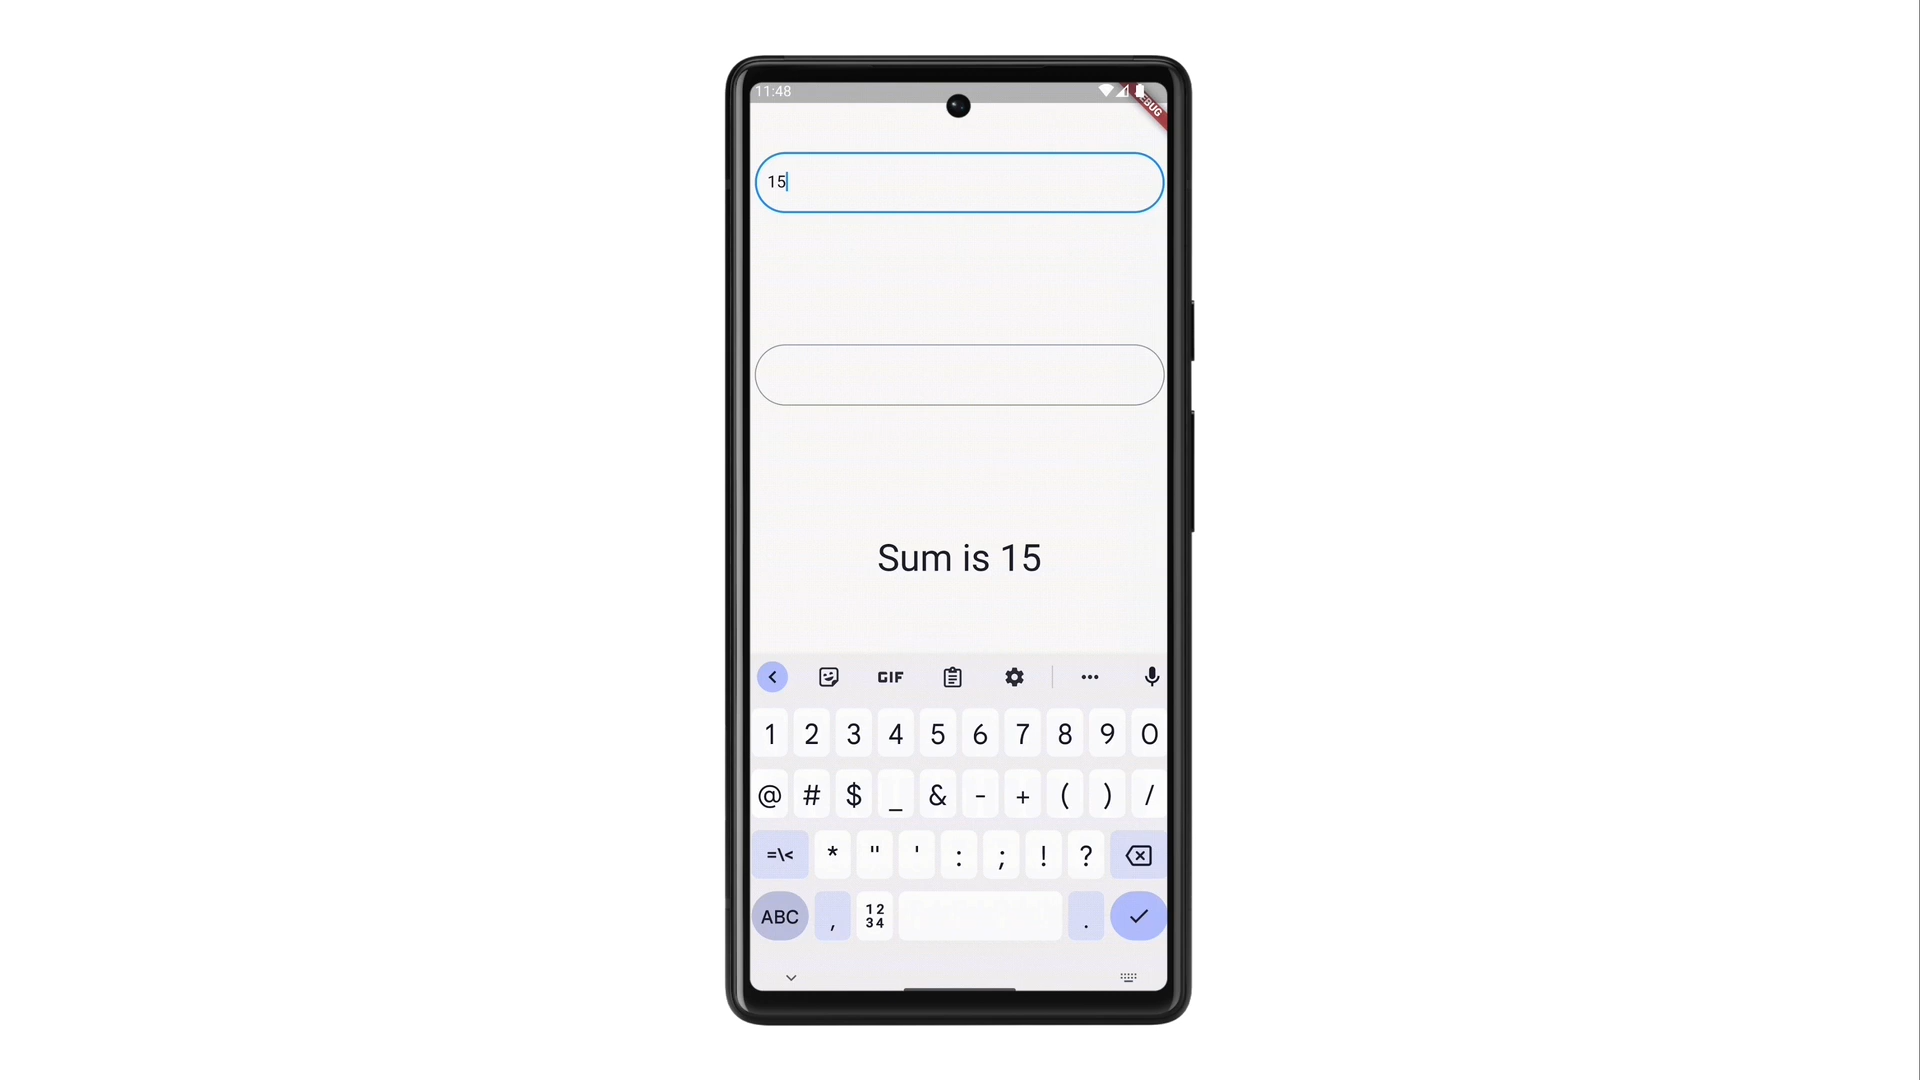 11:48
DEBUG
15
Sum is 15
GIF
1 2 3 4 5 6 7 8 9 0
@ # $ _ & - + ( ) /
=\< * " ' : ; ! ?
ABC , 12 34 .